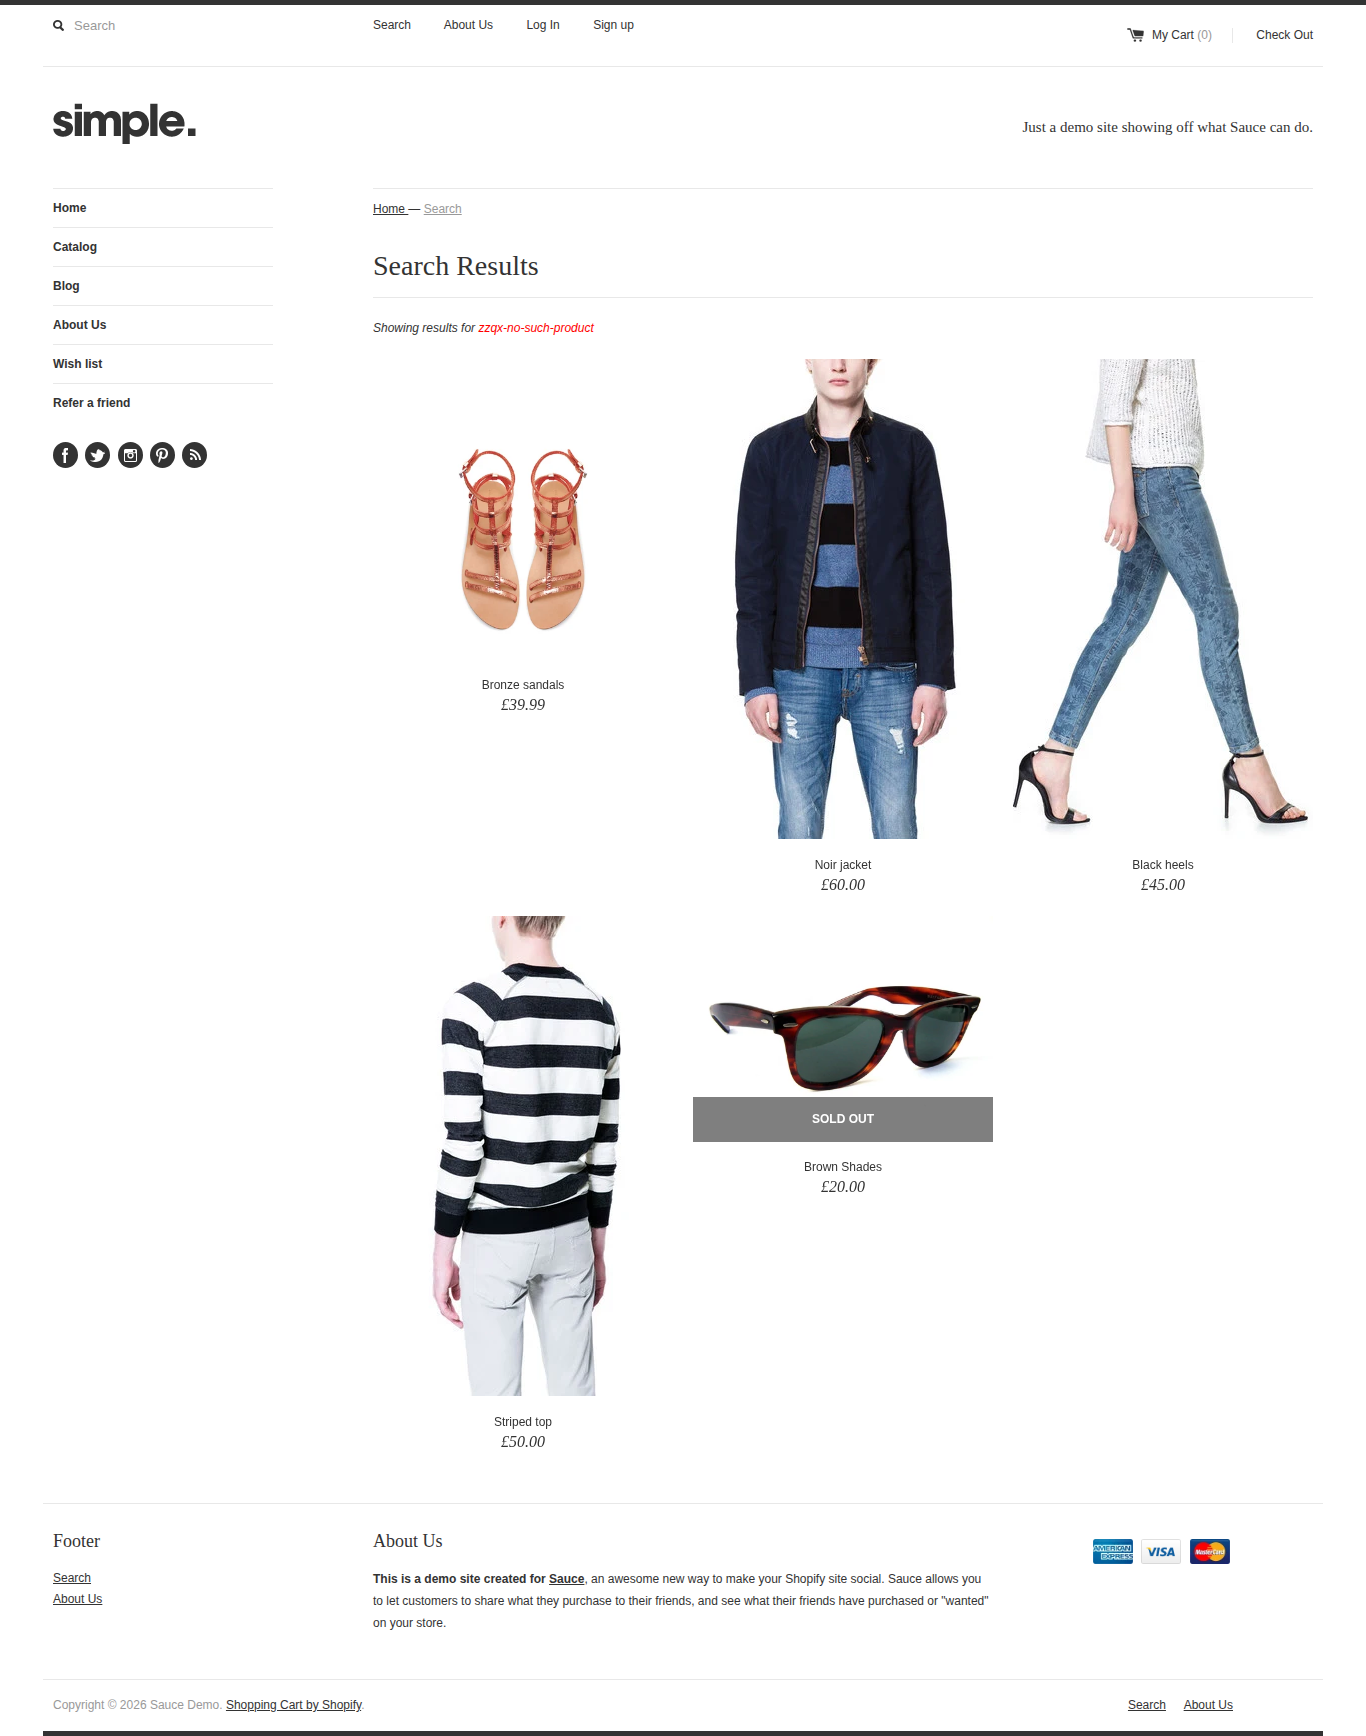 Search
Search About Us Log In Sign up
My Cart (0) Check Out
simple.
Just a demo site showing off what Sauce can do.
Home
Catalog
Blog
About Us
Wish list
Refer a friend
Home — Search
Search Results
Showing results for zzqx-no-such-product
Bronze sandals
£39.99
Noir jacket
£60.00
Black heels
£45.00
Striped top
£50.00
SOLD OUT
Brown Shades
£20.00
Footer
Search
About Us
About Us
This is a demo site created for Sauce, an awesome new way to make your Shopify site social. Sauce allows you
to let customers to share what they purchase to their friends, and see what their friends have purchased or "wanted"
on your store.
AMERICAN EXPRESS VISA MasterCard
Copyright © 2026 Sauce Demo. Shopping Cart by Shopify.
Search About Us